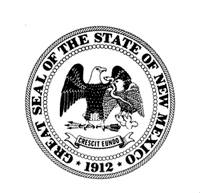 GREAT SEAL OF THE STATE OF NEW MEXICO
CRESCIT EUNDO
1912